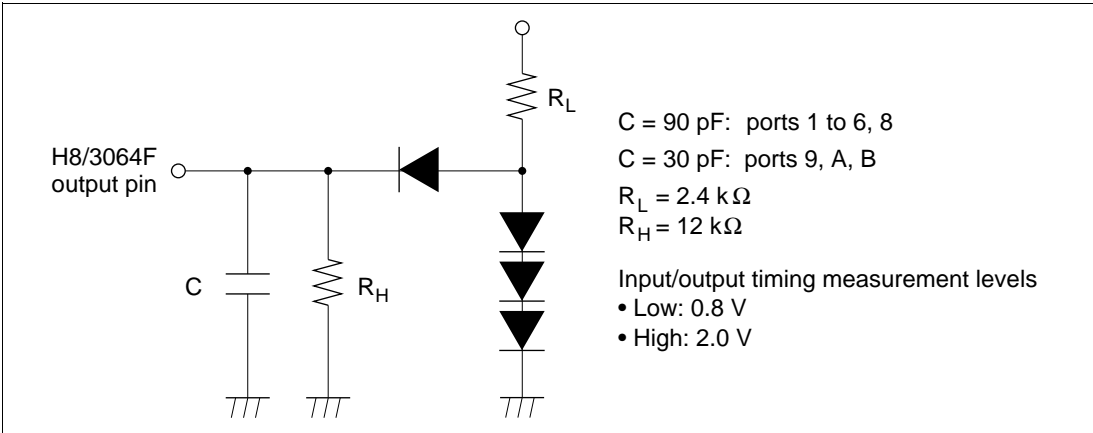 H8/3064F
output pin
C
R_H
R_L
C = 90 pF: ports 1 to 6, 8
C = 30 pF: ports 9, A, B
R_L = 2.4 kΩ
R_H = 12 kΩ
Input/output timing measurement levels
• Low: 0.8 V
• High: 2.0 V